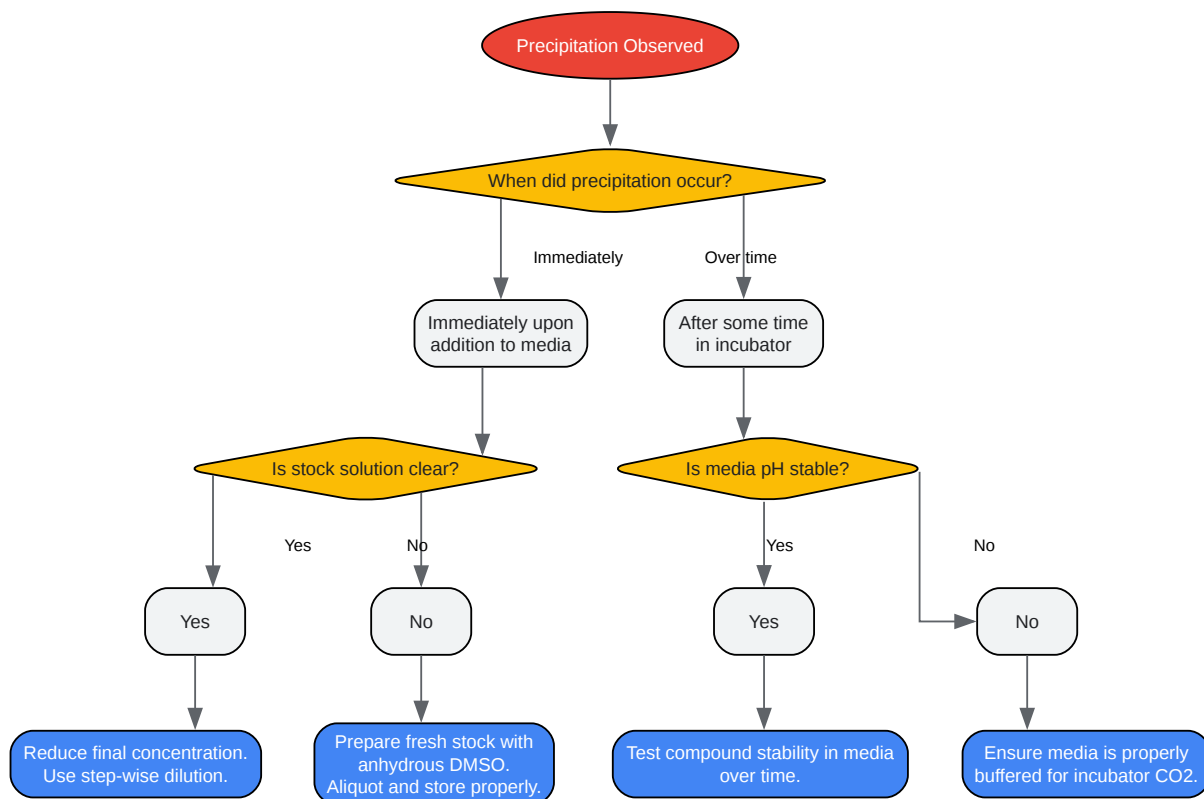 Precipitation Observed
When did precipitation occur?
Immediately
Over time
Immediately upon
addition to media
After some time
in incubator
Is stock solution clear?
Is media pH stable?
Yes
No
Yes
No
Yes
No
Yes
No
Reduce final concentration.
Use step-wise dilution.
Prepare fresh stock with
anhydrous DMSO.
Aliquot and store properly.
Test compound stability in media
over time.
Ensure media is properly
buffered for incubator CO2.